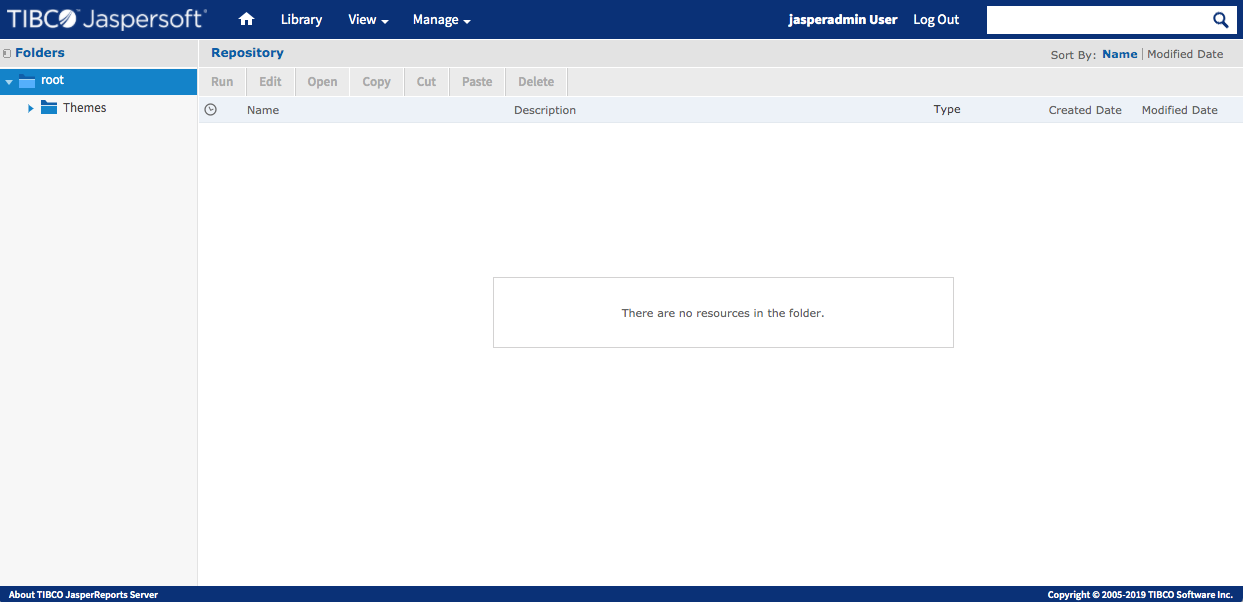 TIBCO Jaspersoft® Library View Manage jasperadmin User Log Out
Folders Repository Sort By: Name | Modified Date
root Run Edit Open Copy Cut Paste Delete
Themes Name Description Type Created Date Modified Date
There are no resources in the folder.
About TIBCO JasperReports Server Copyright © 2005-2019 TIBCO Software Inc.